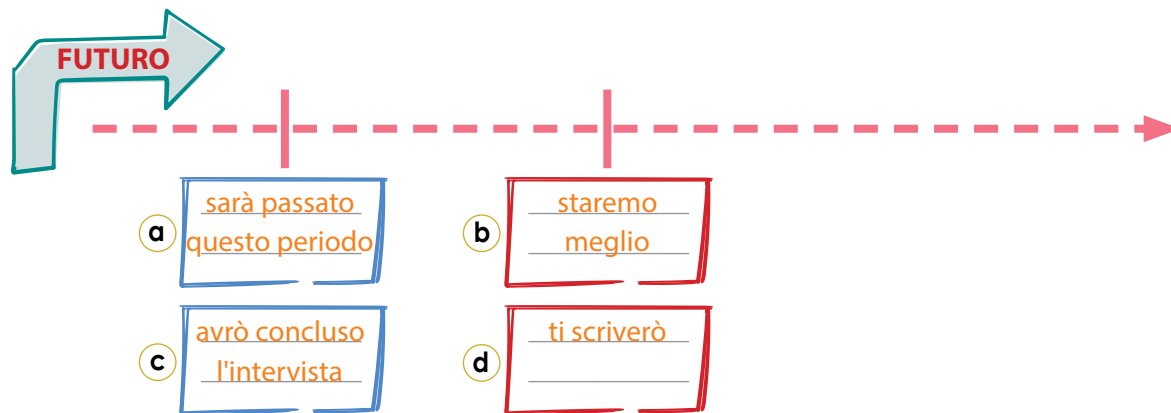 FUTURO
a
sarà passato
questo periodo
b
staremo
meglio
c
avrò concluso
l'intervista
d
ti scriverò